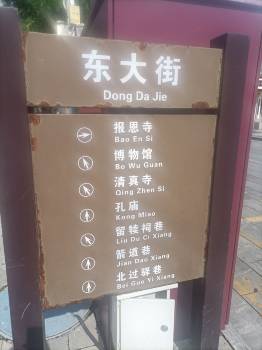 东大街
Dong Da Jie
报恩寺
Bao En Si
博物馆
Bo Wu Guan
清真寺
Qing Zhen Si
孔庙
Kong Miao
留犊祠巷
Liu Du Ci Xiang
箭道巷
Jian Dao Xiang
北过驿巷
Bei Guo Yi Xiang